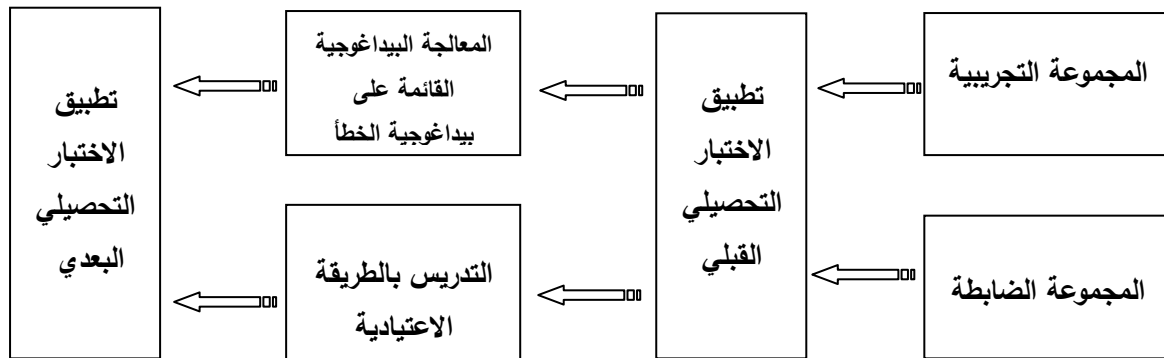 المجموعة التجريبية
المجموعة الضابطة
تطبيق
الاختبار
التحصيلي
القبلي
المعالجة البيداغوجية
القائمة على
بيداغوجية الخطأ
التدريس بالطريقة
الاعتيادية
تطبيق
الاختبار
التحصيلي
البعدي